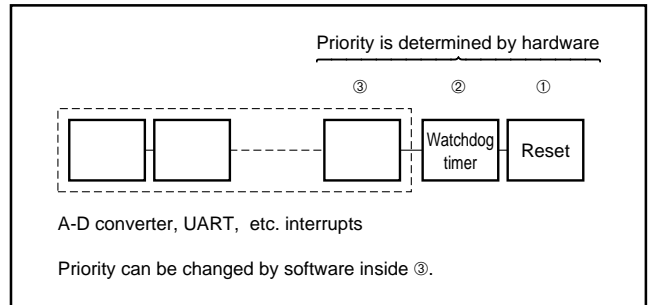 Priority is determined by hardware
③ ② ①
Watchdog
timer
Reset
A-D converter, UART, etc. interrupts
Priority can be changed by software inside ③.